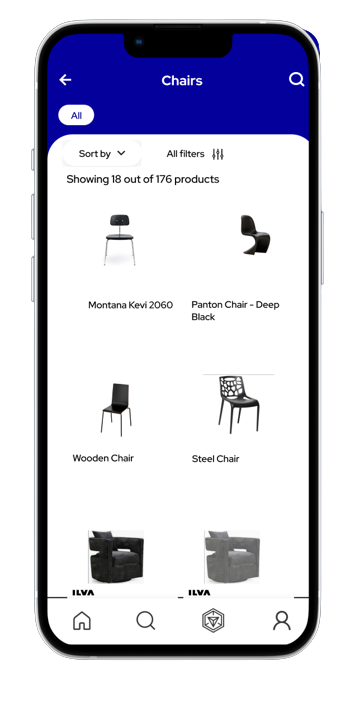 Chairs
All
Sort by
All filters
Showing 18 out of 176 products
Montana Kevi 2060
Panton Chair - Deep
Black
Wooden Chair
Steel Chair
ILVA
ILVA